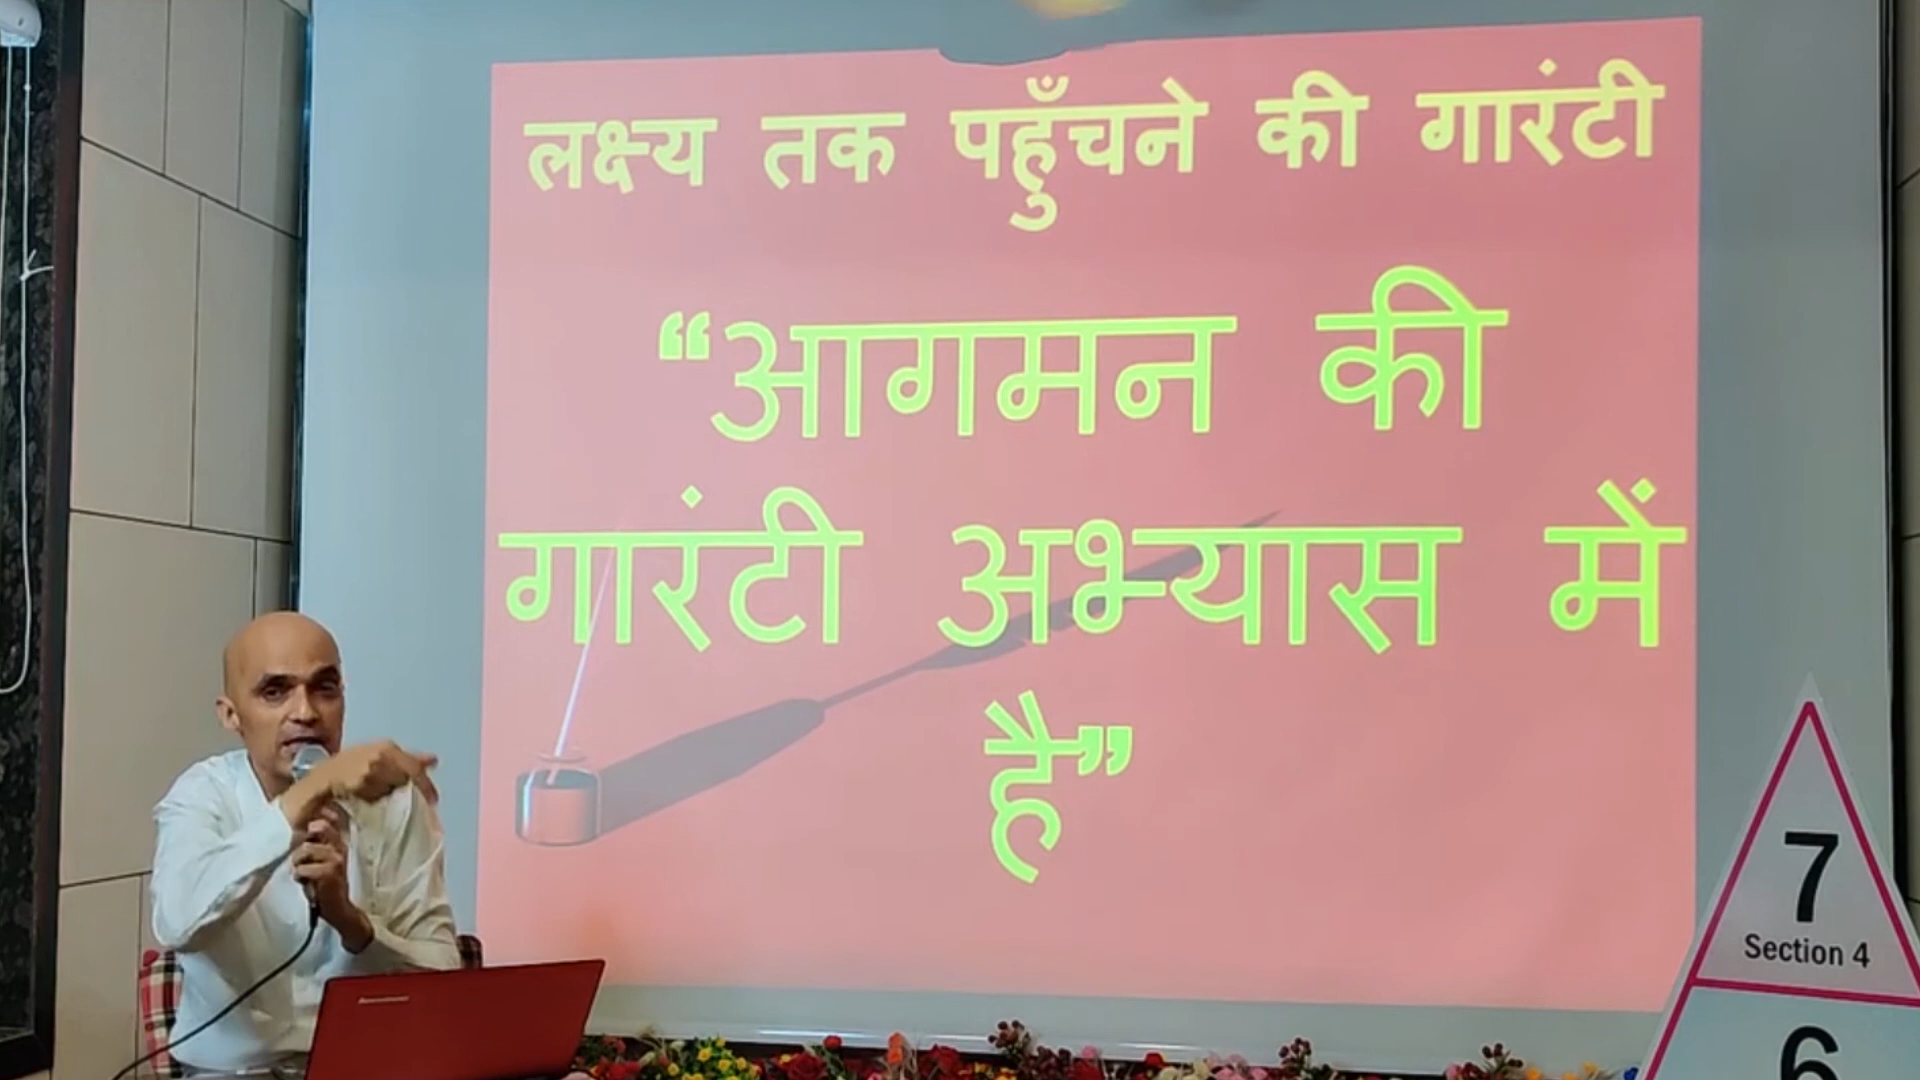 लक्ष्य तक पहुँचने की गारंटी
“आगमन की
गारंटी अभ्यास में
है”
7
Section 4
6